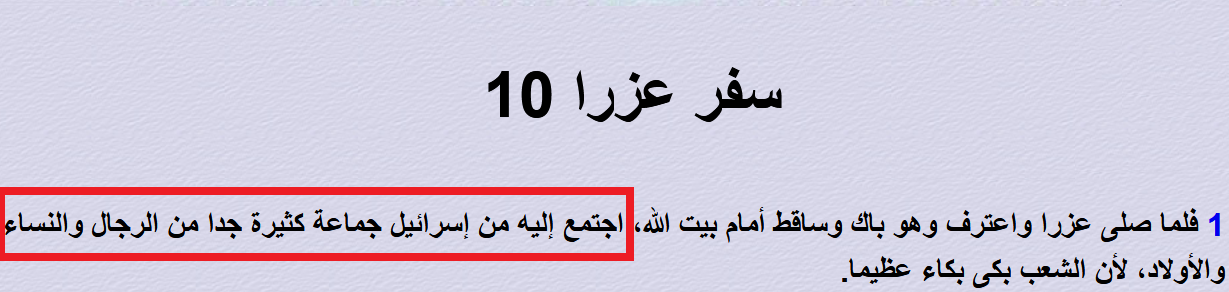 سفر عزرا 10
1 فلما صلى عزرا واعترف وهو باك وساقط أمام بيت الله، اجتمع إليه من إسرائيل جماعة كثيرة جدا من الرجال والنساء
والأولاد، لأن الشعب بكى بكاء عظيما.